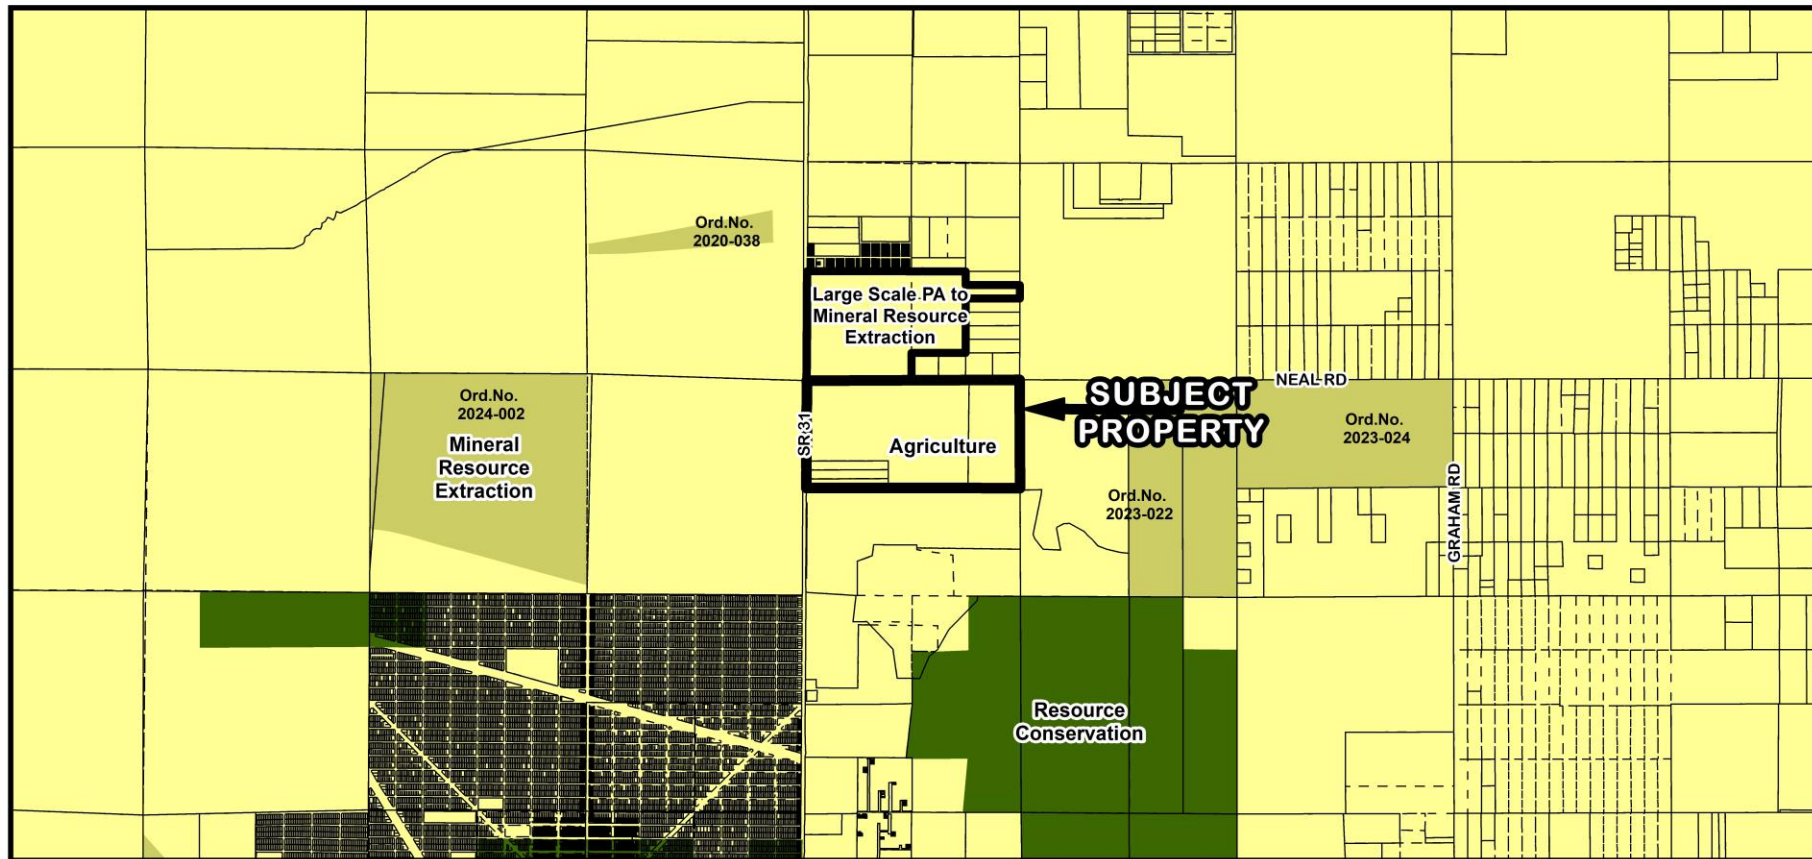 Ord.No.
2020-038
Large Scale PA to
Mineral Resource
Extraction
Ord.No.
2024-002
Mineral
Resource
Extraction
SR 31
Agriculture
SUBJECT
PROPERTY
NEAL RD
Ord.No.
2023-024
Ord.No.
2023-022
GRAHAM RD
Resource
Conservation